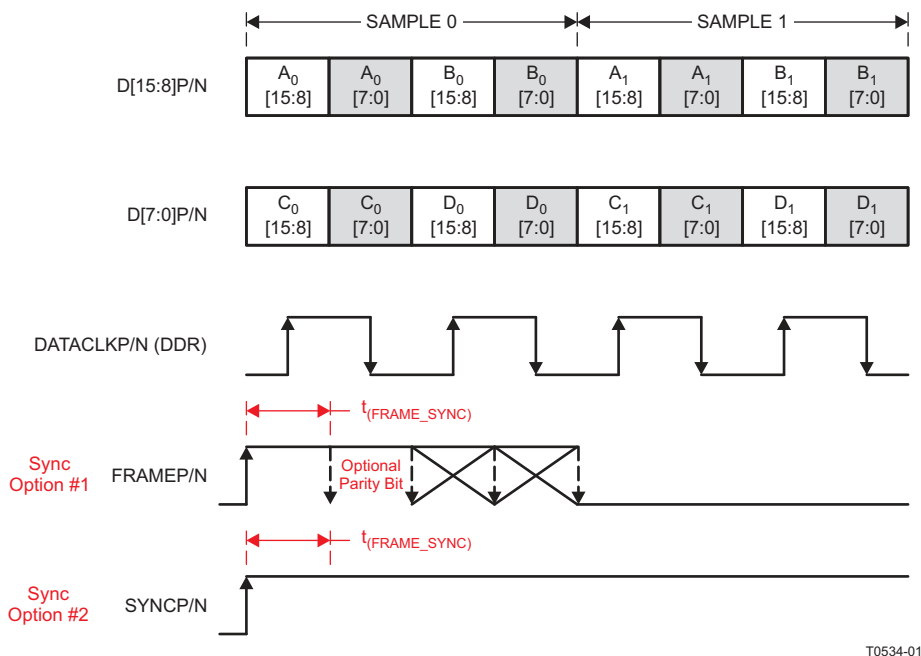 SAMPLE 0 SAMPLE 1
D[15:8]P/N
A0 A0 B0 B0 A1 A1 B1 B1
[15:8] [7:0] [15:8] [7:0] [15:8] [7:0] [15:8] [7:0]
D[7:0]P/N
C0 C0 D0 D0 C1 C1 D1 D1
[15:8] [7:0] [15:8] [7:0] [15:8] [7:0] [15:8] [7:0]
DATACLKP/N (DDR)
t(FRAME_SYNC)
Sync
Option #1
FRAMEP/N
Optional
Parity Bit
t(FRAME_SYNC)
Sync
Option #2
SYNCP/N
T0534-01